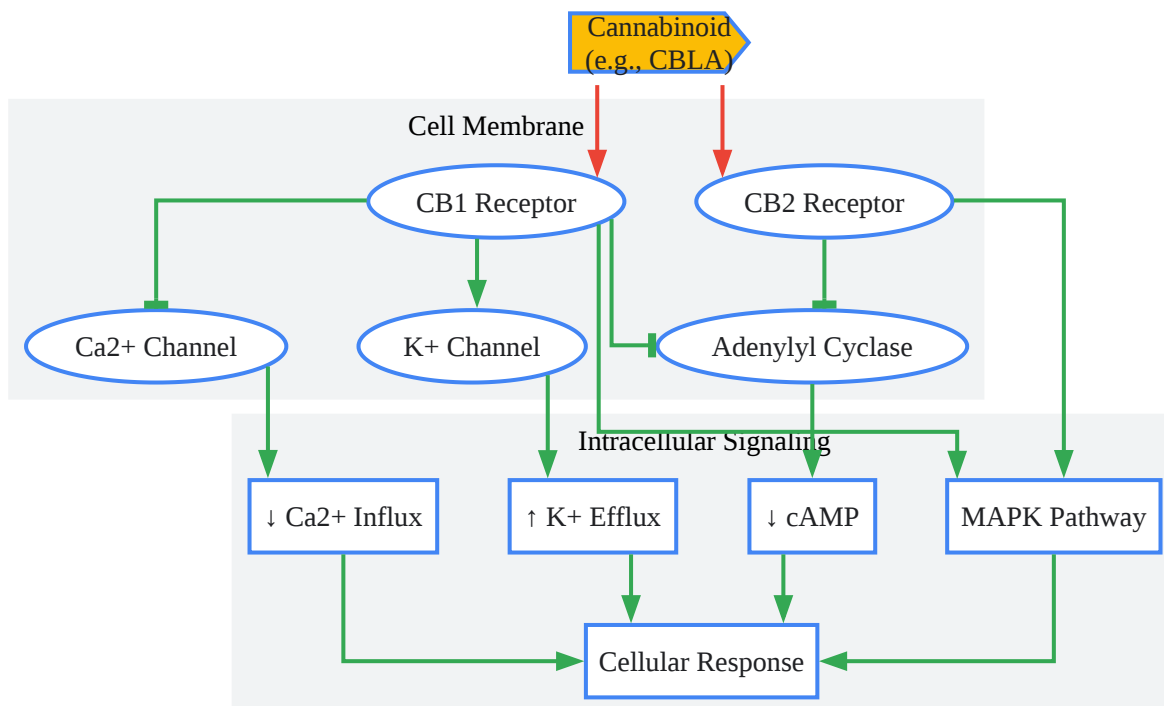 Cannabinoid
(e.g., CBLA)
Cell Membrane
CB1 Receptor
CB2 Receptor
Ca2+ Channel
K+ Channel
Adenylyl Cyclase
Intracellular Signaling
↓ Ca2+ Influx
↑ K+ Efflux
↓ cAMP
MAPK Pathway
Cellular Response